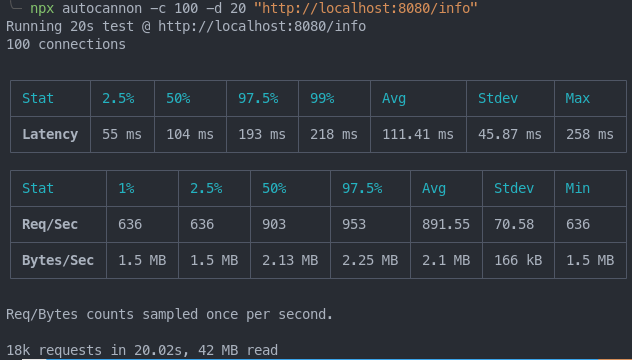 npx autocannon -c 100 -d 20 "http://localhost:8080/info"
Running 20s test @ http://localhost:8080/info
100 connections
Stat 2.5% 50% 97.5% 99% Avg Stdev Max
Latency 55 ms 104 ms 193 ms 218 ms 111.41 ms 45.87 ms 258 ms
Stat 1% 2.5% 50% 97.5% Avg Stdev Min
Req/Sec 636 636 903 953 891.55 70.58 636
Bytes/Sec 1.5 MB 1.5 MB 2.13 MB 2.25 MB 2.1 MB 166 kB 1.5 MB
Req/Bytes counts sampled once per second.
18k requests in 20.02s, 42 MB read